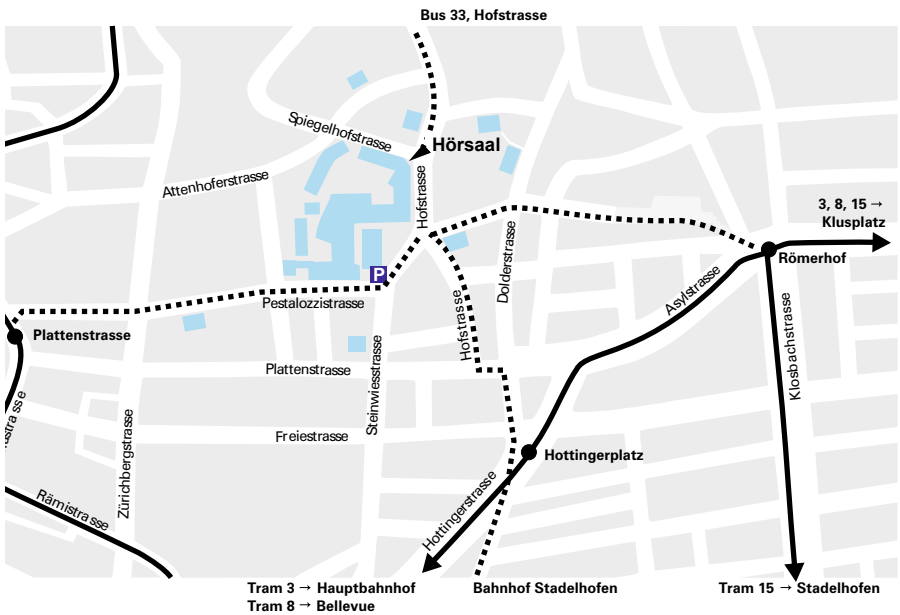 Bus 33, Hofstrasse
Spiegelhofstrasse
Hörsaal
Attenhoferstrasse
Hofstrasse
3, 8, 15 →
Klusplatz
Dolderstrasse
Römerhof
P
Asylstrasse
Pestalozzistrasse
Hofstrasse
Plattenstrasse
Klosbachstrasse
Plattenstrasse
Steinwiesstrasse
Zürichbergstrasse
Freiestrasse
Hottingerplatz
Hottingerstrasse
Rämistrasse
Tram 3 → Hauptbahnhof
Tram 8 → Bellevue
Bahnhof Stadelhofen
Tram 15 → Stadelhofen